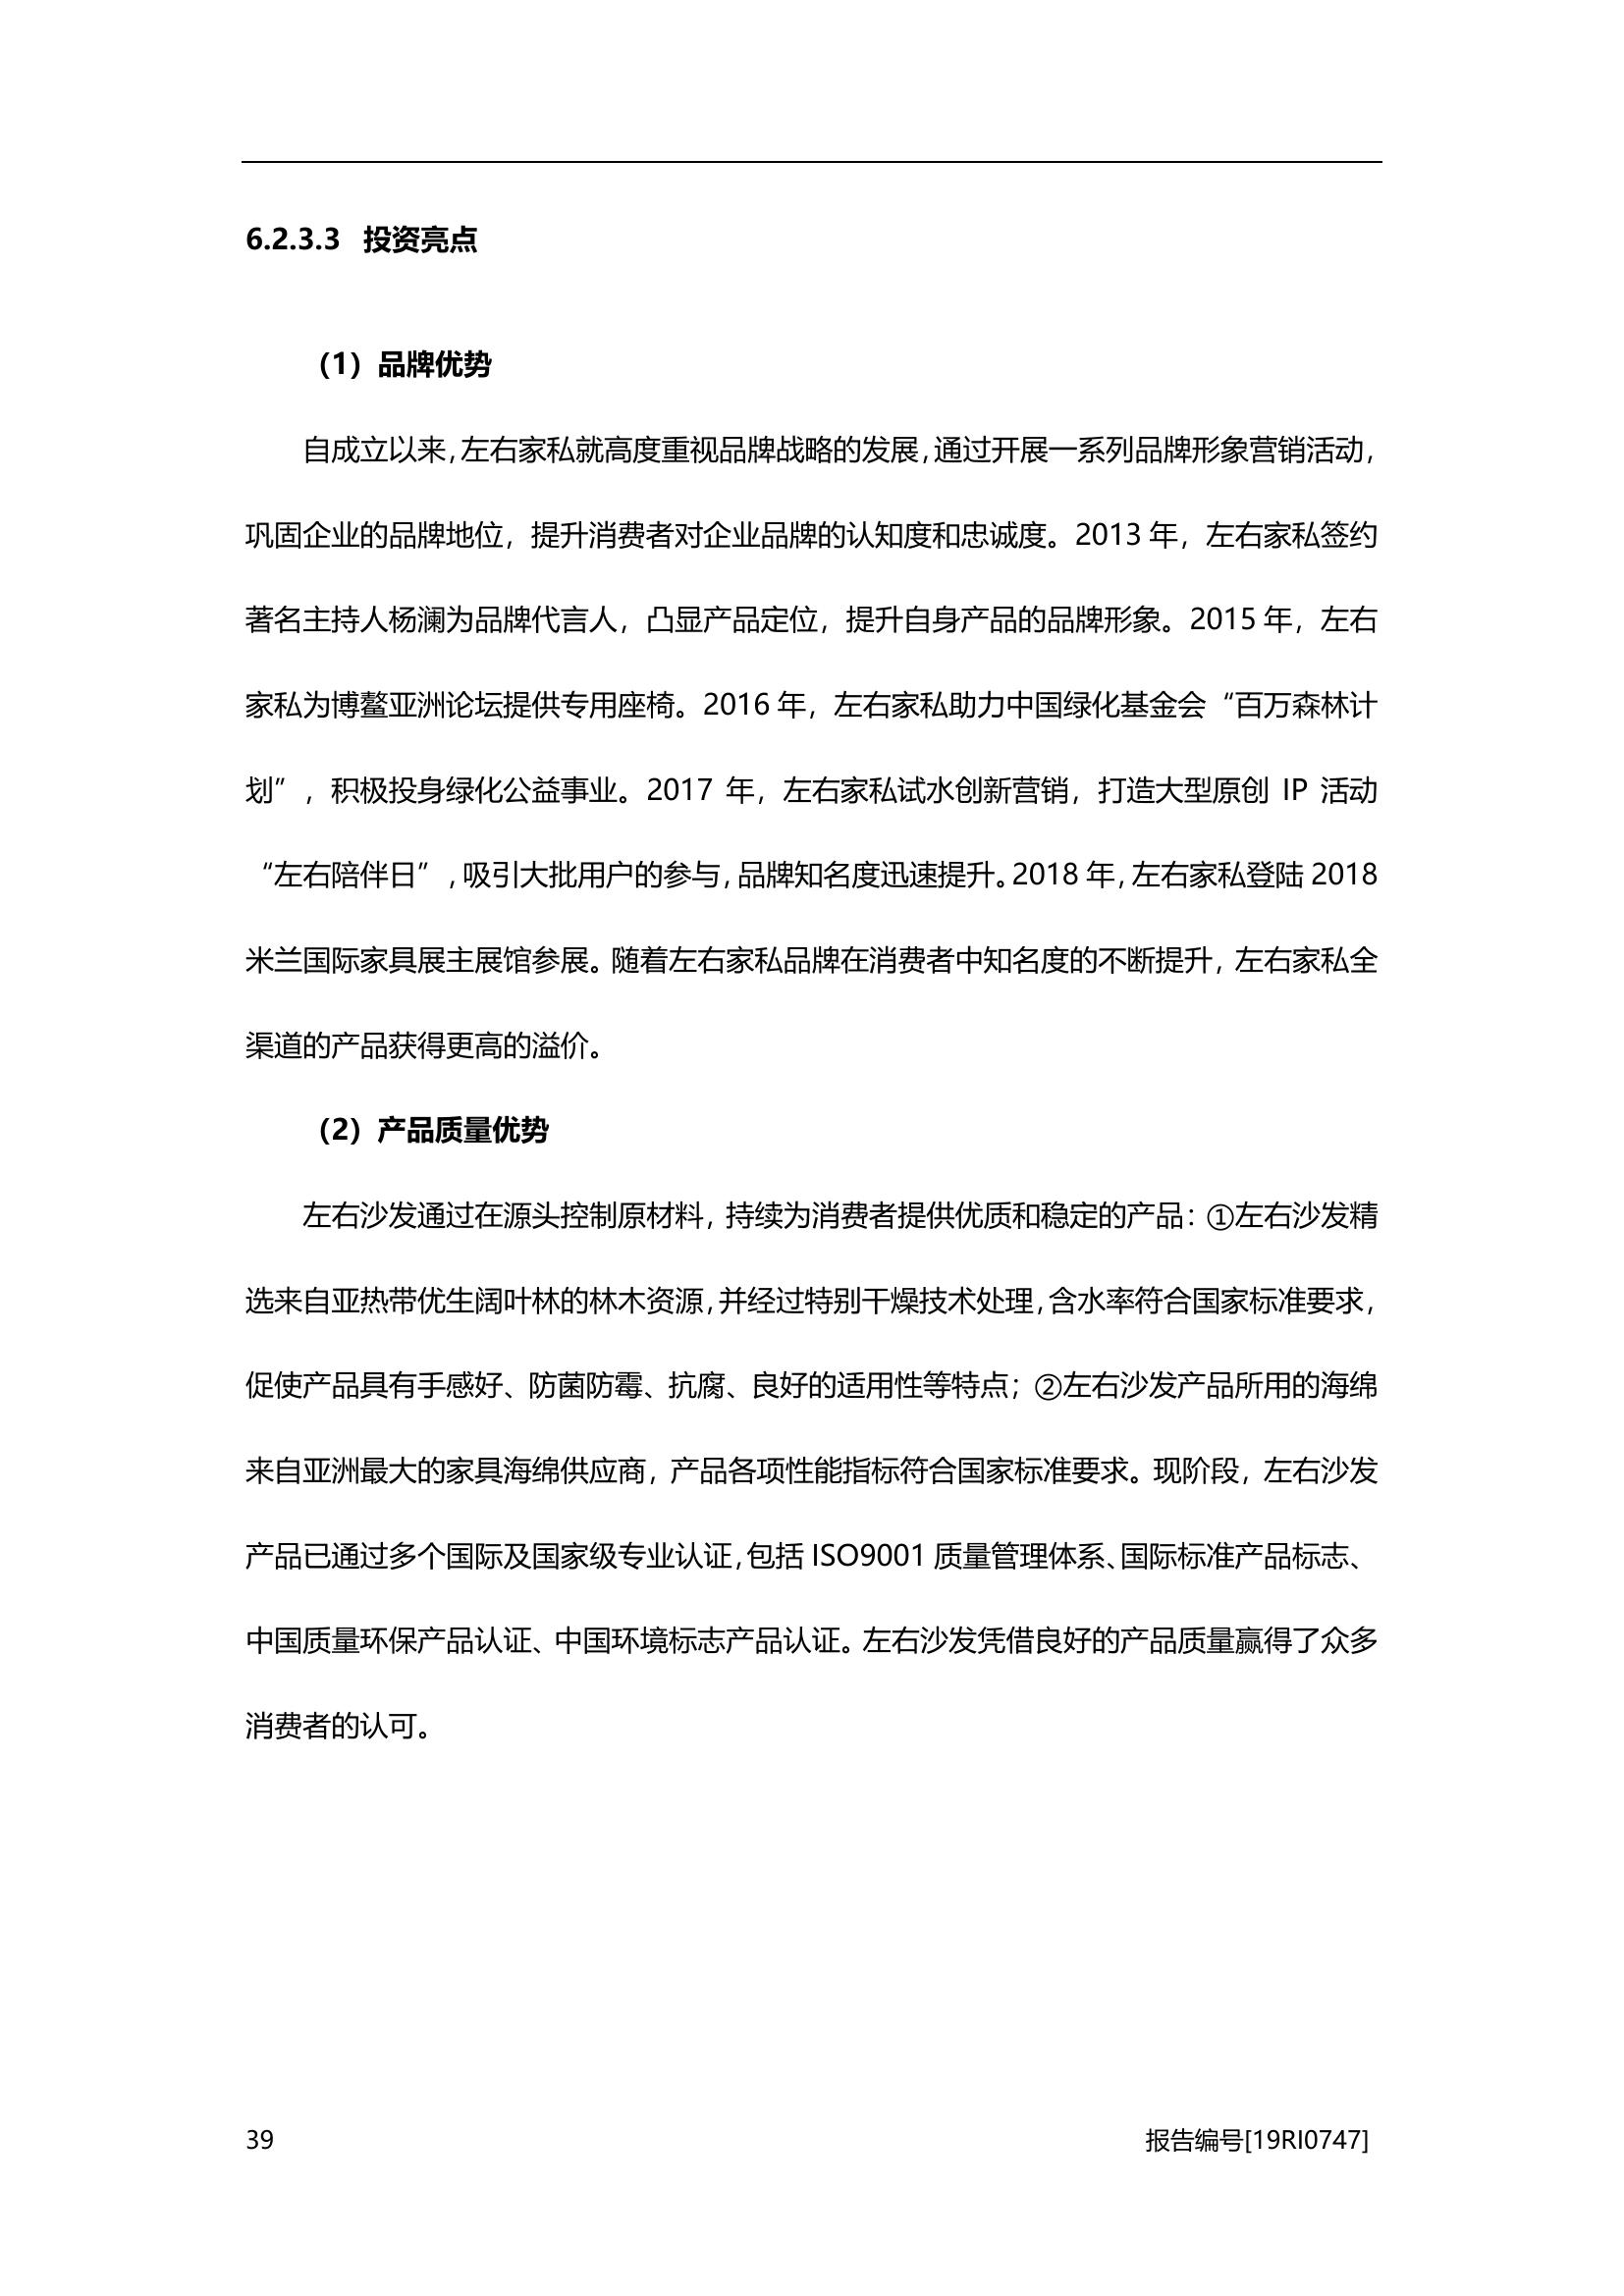 6.2.3.3 投资亮点
（1）品牌优势
自成立以来，左右家私就高度重视品牌战略的发展，通过开展一系列品牌形象营销活动，
巩固企业的品牌地位，提升消费者对企业品牌的认知度和忠诚度。2013 年，左右家私签约
著名主持人杨澜为品牌代言人，凸显产品定位，提升自身产品的品牌形象。2015 年，左右
家私为博鳌亚洲论坛提供专用座椅。2016 年，左右家私助力中国绿化基金会“百万森林计
划”，积极投身绿化公益事业。2017 年，左右家私试水创新营销，打造大型原创 IP 活动
“左右陪伴日”，吸引大批用户的参与，品牌知名度迅速提升。2018 年，左右家私登陆 2018
米兰国际家具展主展馆参展。随着左右家私品牌在消费者中知名度的不断提升，左右家私全
渠道的产品获得更高的溢价。
（2）产品质量优势
左右沙发通过在源头控制原材料，持续为消费者提供优质和稳定的产品：①左右沙发精
选来自亚热带优生阔叶林的林木资源，并经过特别干燥技术处理，含水率符合国家标准要求，
促使产品具有手感好、防菌防霉、抗腐、良好的适用性等特点；②左右沙发产品所用的海绵
来自亚洲最大的家具海绵供应商，产品各项性能指标符合国家标准要求。现阶段，左右沙发
产品已通过多个国际及国家级专业认证，包括 ISO9001 质量管理体系、国际标准产品标志、
中国质量环保产品认证、中国环境标志产品认证。左右沙发凭借良好的产品质量赢得了众多
消费者的认可。
39 报告编号[19RI0747]